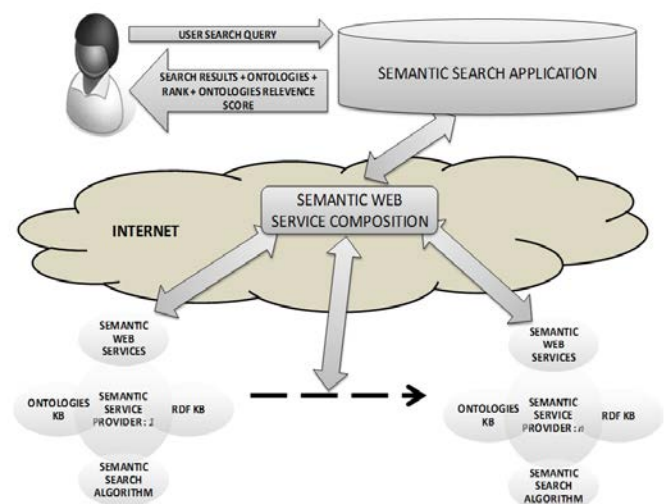 USER SEARCH QUERY
SEARCH RESULTS + ONTOLOGIES +
RANK + ONTOLOGIES RELEVENCE
SCORE
SEMANTIC SEARCH APPLICATION
SEMANTIC WEB
SERVICE COMPOSITION
INTERNET
SEMANTIC
WEB
SERVICES
ONTOLOGIES
KB
SEMANTIC
SERVICE
PROVIDER : 1
RDF KB
SEMANTIC
SEARCH
ALGORITHM
SEMANTIC
WEB
SERVICES
ONTOLOGIES
KB
SEMANTIC
SERVICE
PROVIDER : n
RDF KB
SEMANTIC
SEARCH
ALGORITHM